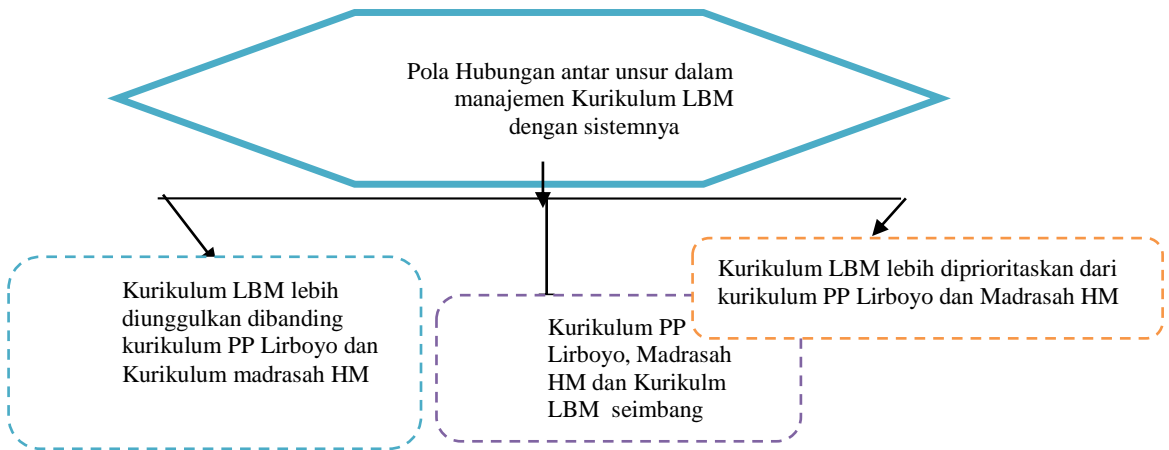 Pola Hubungan antar unsur dalam
manajemen Kurikulum LBM
dengan sistemnya
Kurikulum LBM lebih
diunggulkan dibanding
kurikulum PP Lirboyo dan
Kurikulum madrasah HM
Kurikulum PP
Lirboyo, Madrasah
HM dan Kurikulm
LBM seimbang
Kurikulum LBM lebih diprioritaskan dari
kurikulum PP Lirboyo dan Madrasah HM